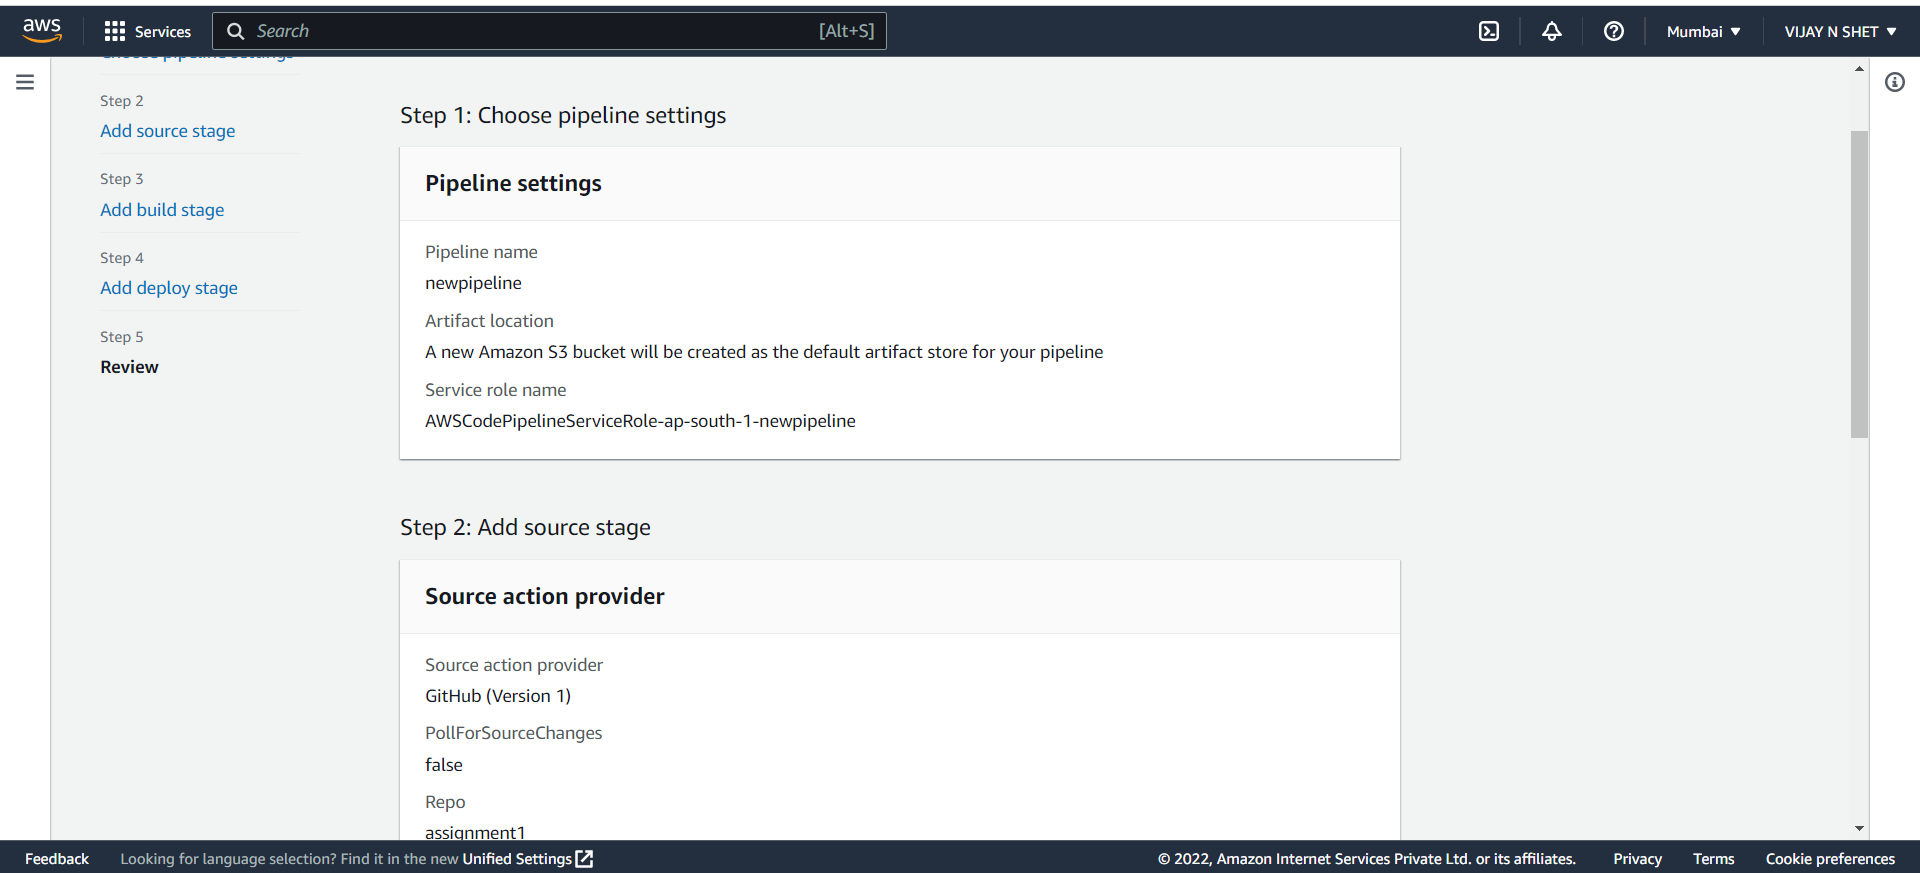 aws
Services
Search
[Alt+S]
Mumbai
VIJAY N SHET
Choose pipeline settings
Step 2
Add source stage
Step 3
Add build stage
Step 4
Add deploy stage
Step 5
Review
Step 1: Choose pipeline settings
Pipeline settings
Pipeline name
newpipeline
Artifact location
A new Amazon S3 bucket will be created as the default artifact store for your pipeline
Service role name
AWSCodePipelineServiceRole-ap-south-1-newpipeline
Step 2: Add source stage
Source action provider
Source action provider
GitHub (Version 1)
PollForSourceChanges
false
Repo
assignment1
Feedback
Looking for language selection? Find it in the new Unified Settings
© 2022, Amazon Internet Services Private Ltd. or its affiliates.
Privacy
Terms
Cookie preferences